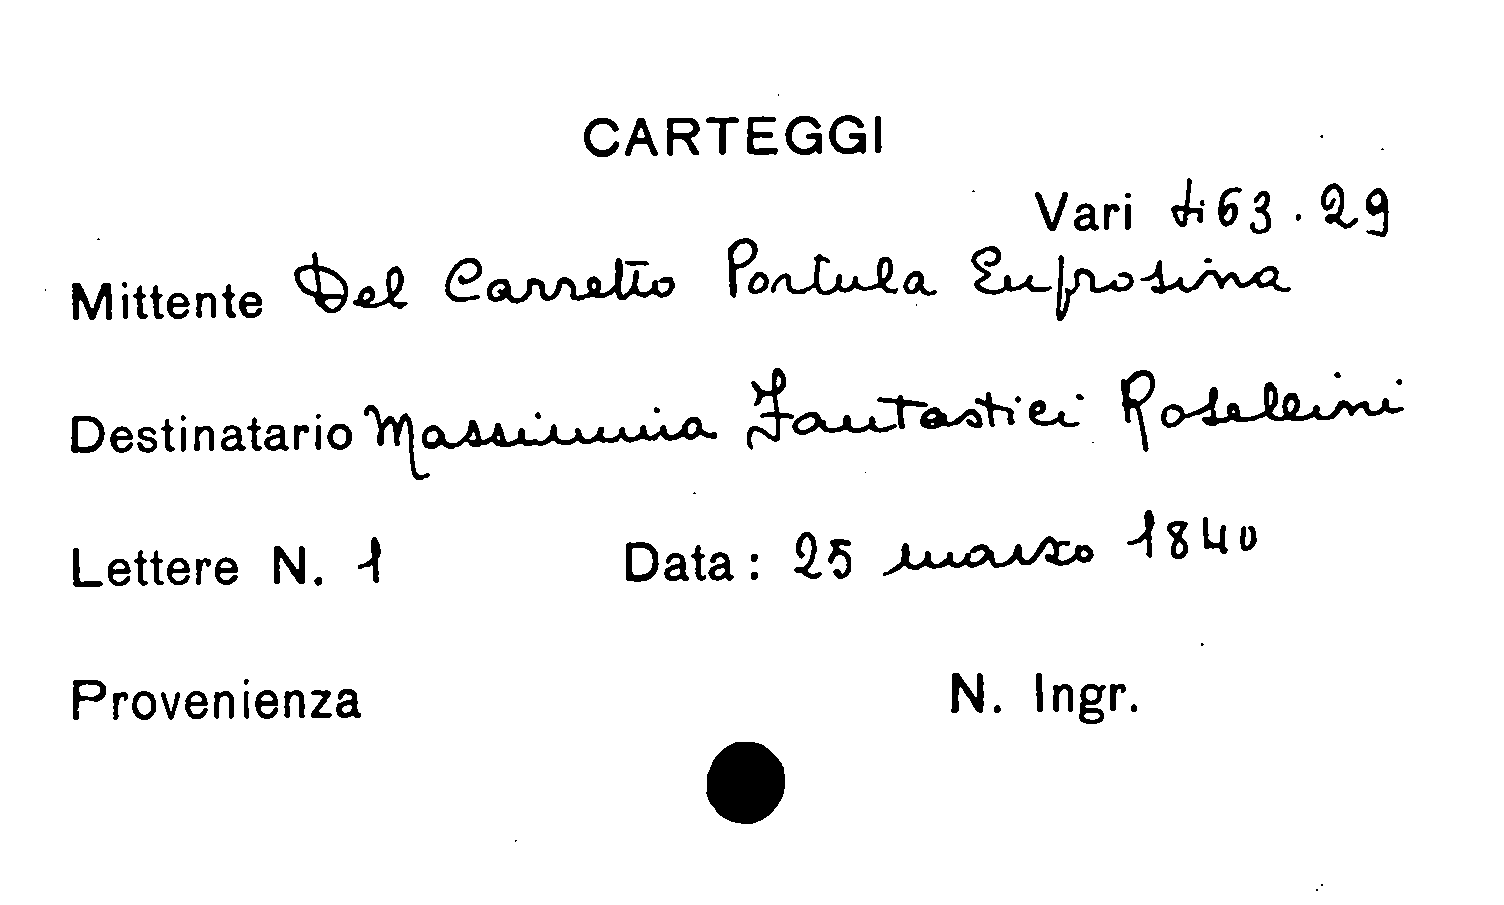 CARTEGGI
Vari 463.29
Mittente Del Carretto Portula Eufrosina
Destinatario Massimina Fantastici Rosellini
Lettere N. 1 Data: 25 marzo 1840
Provenienza N. Ingr.